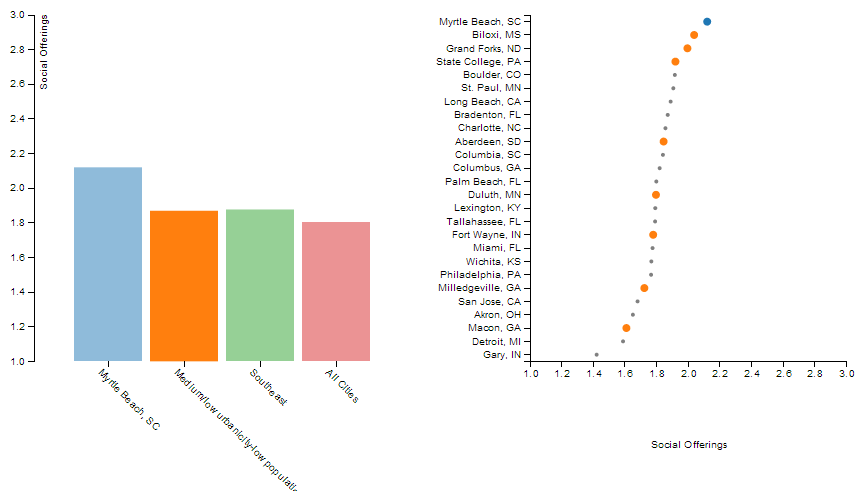 3.0
2.8
2.6
2.4
2.2
2.0
1.8
1.6
1.4
1.2
1.0
Social Offerings
Myrtle Beach, SC
Medium/low urbanicity-low populatio
Southeast
All Cities
Myrtle Beach, SC
Biloxi, MS
Grand Forks, ND
State College, PA
Boulder, CO
St. Paul, MN
Long Beach, CA
Bradenton, FL
Charlotte, NC
Aberdeen, SD
Columbia, SC
Columbus, GA
Palm Beach, FL
Duluth, MN
Lexington, KY
Tallahassee, FL
Fort Wayne, IN
Miami, FL
Wichita, KS
Philadelphia, PA
Milledgeville, GA
San Jose, CA
Akron, OH
Macon, GA
Detroit, MI
Gary, IN
1.0 1.2 1.4 1.6 1.8 2.0 2.2 2.4 2.6 2.8 3.0
Social Offerings